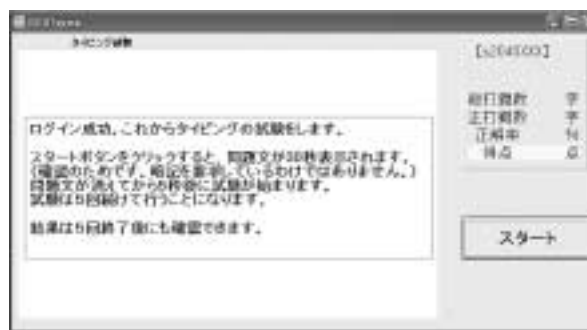 タイピング試験
ログイン成功。これからタイピングの試験をします。
スタートボタンをクリックすると、問題文が30秒表示されます。
(確認のためです。暗記を要求しているわけではありません。)
問題文が消えてから5秒後に試験が始まります。
試験は5回続けて行うことになります。
結果は5回終了後にも確認できます。
総打鍵数 字
正打鍵数 字
正解率 %
得点 点
スタート